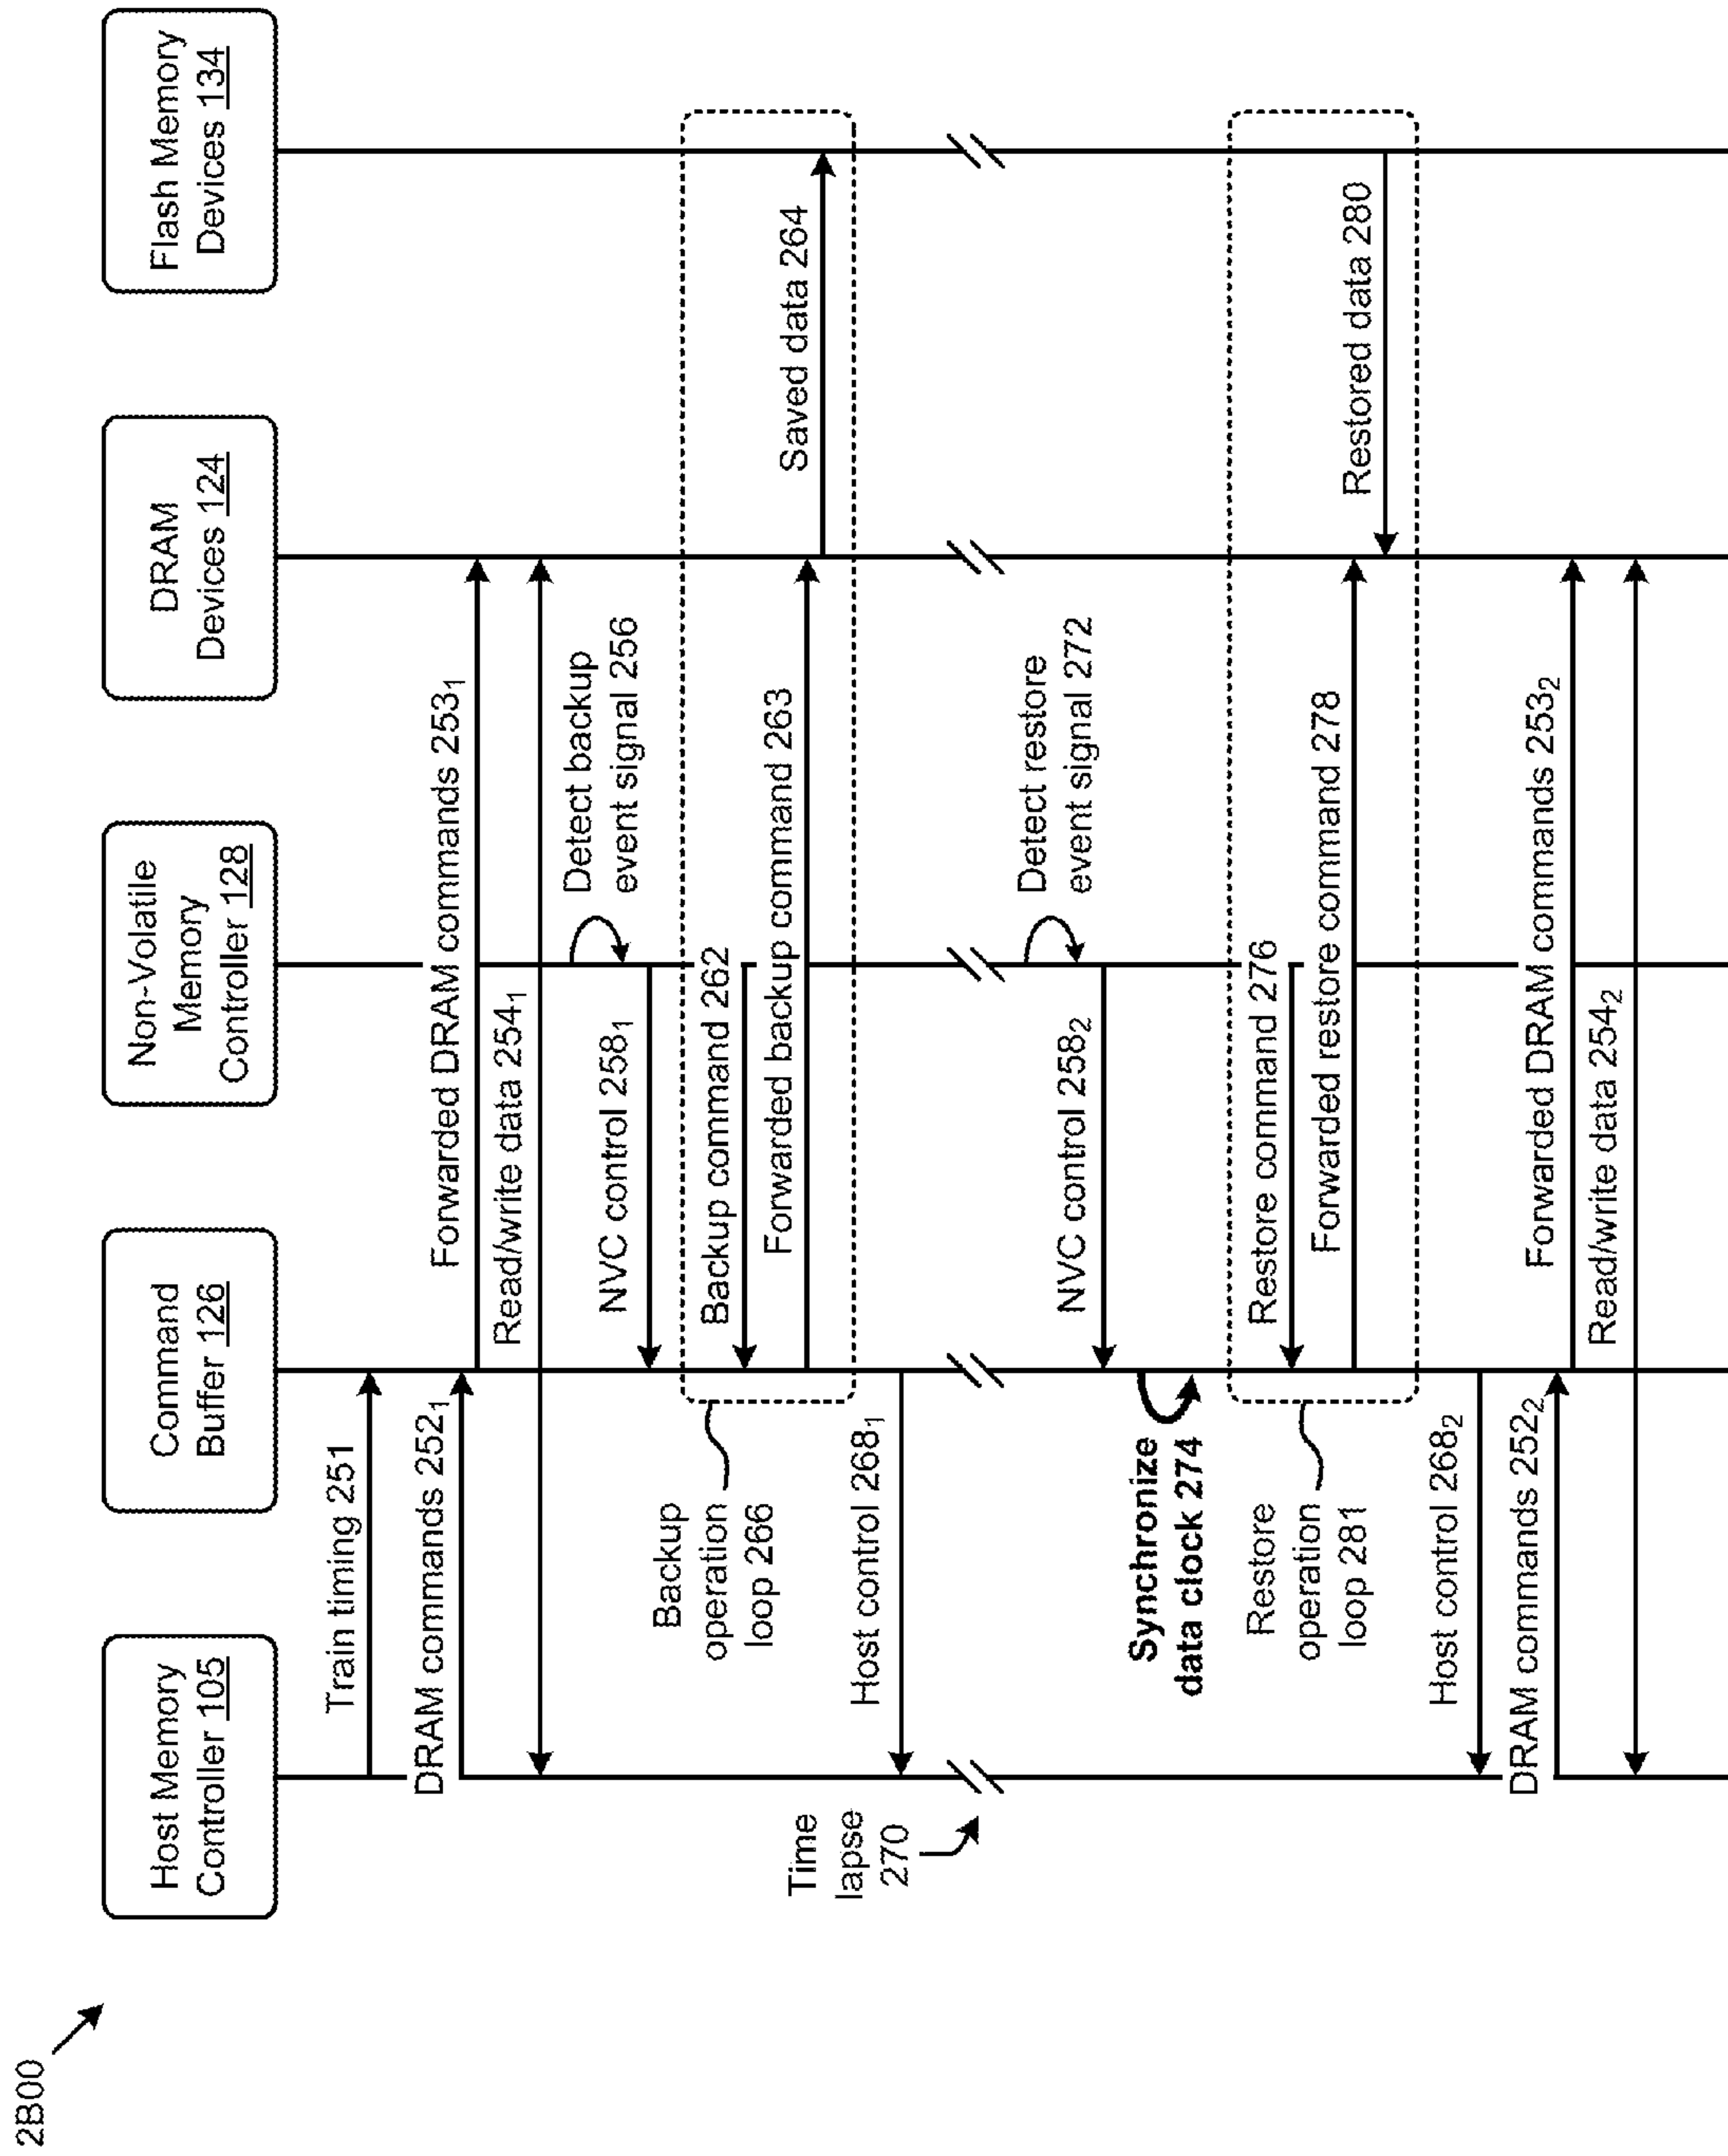 2B00
Host Memory
Controller 105
Command
Buffer 126
Non-Volatile
Memory
Controller 128
DRAM
Devices 124
Flash Memory
Devices 134
Train timing 251
DRAM commands 252₁
Forwarded DRAM commands 253₁
Read/write data 254₁
Detect backup
event signal 256
NVC control 258₁
Backup
operation
loop 266
Backup command 262
Forwarded backup command 263
Saved data 264
Host control 268₁
Time
lapse
270
Detect restore
event signal 272
NVC control 258₂
Synchronize
data clock 274
Restore
operation
loop 281
Restore command 276
Forwarded restore command 278
Restored data 280
Host control 268₂
DRAM commands 252₂
Forwarded DRAM commands 253₂
Read/write data 254₂